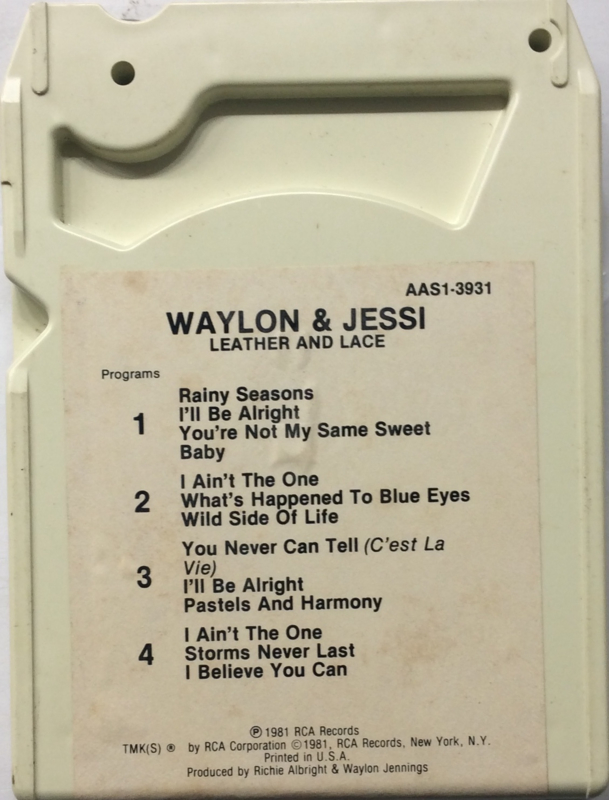 AAS1-3931
WAYLON & JESSI
LEATHER AND LACE
Programs
1
Rainy Seasons
I'll Be Alright
You're Not My Same Sweet
Baby
2
I Ain't The One
What's Happened To Blue Eyes
Wild Side Of Life
3
You Never Can Tell (C'est La
Vie)
I'll Be Alright
Pastels And Harmony
4
I Ain't The One
Storms Never Last
I Believe You Can
℗ 1981 RCA Records
TMK(S) ® by RCA Corporation ©1981, RCA Records, New York, N.Y.
Printed in U.S.A.
Produced by Richie Albright & Waylon Jennings